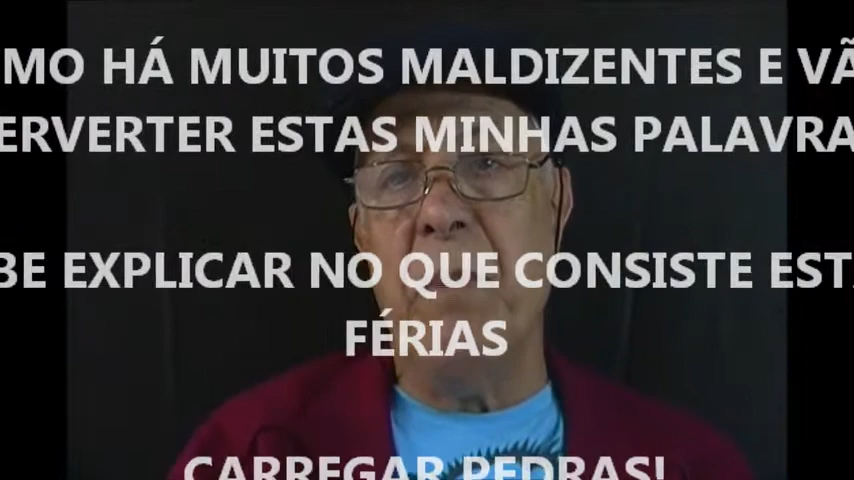 MO HÁ MUITOS MALDIZENTES E VÃ
ERVERTER ESTAS MINHAS PALAVRA
BE EXPLICAR NO QUE CONSISTE EST
FÉRIAS
CARREGAR PEDRAS!